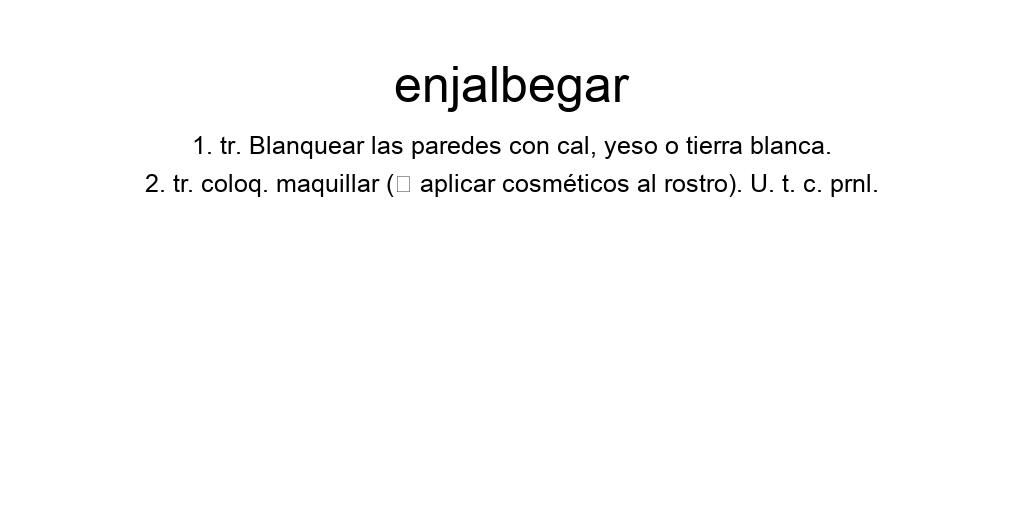 enjalbegar
1. tr. Blanquear las paredes con cal, yeso o tierra blanca.
2. tr. coloq. maquillar (□ aplicar cosméticos al rostro). U. t. c. prnl.